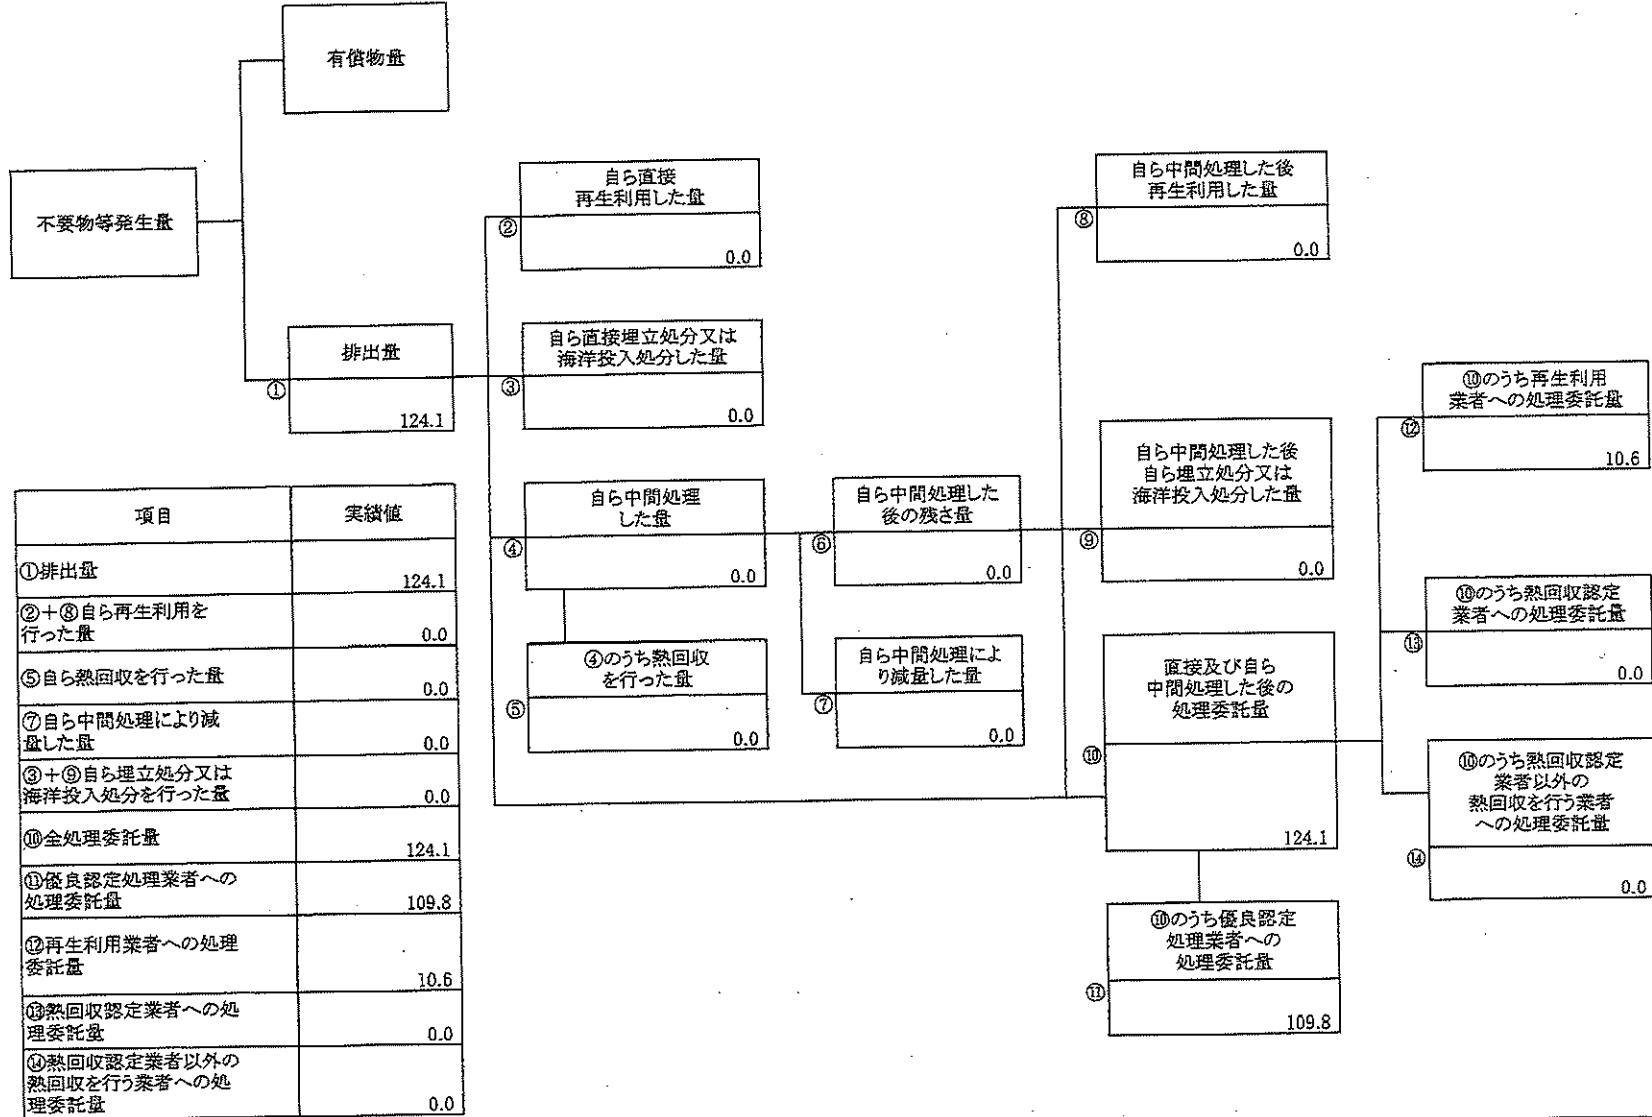 有償物量
不要物等発生量
排出量
①
124.1
自ら直接
再生利用した量
②
0.0
自ら直接埋立処分又は
海洋投入処分した量
③
0.0
自ら中間処理
した量
④
0.0
④のうち熱回収
を行った量
⑤
0.0
自ら中間処理した
後の残さ量
⑥
0.0
自ら中間処理によ
り減量した量
⑦
0.0
自ら中間処理した後
再生利用した量
⑧
0.0
自ら中間処理した後
自ら埋立処分又は
海洋投入処分した量
⑨
0.0
直接及び自ら
中間処理した後の
処理委託量
⑩
124.1
⑩のうち優良認定
処理業者への
処理委託量
⑪
109.8
⑩のうち再生利用
業者への処理委託量
⑫
10.6
⑩のうち熱回収認定
業者への処理委託量
⑬
0.0
⑩のうち熱回収認定
業者以外の
熱回収を行う業者
への処理委託量
⑭
0.0
項目 実績値
①排出量
124.1
②+⑧自ら再生利用を
行った量 0.0
⑤自ら熱回収を行った量
0.0
⑦自ら中間処理により減
量した量 0.0
③+⑨自ら埋立処分又は
海洋投入処分を行った量 0.0
⑩全処理委託量
124.1
⑪優良認定処理業者への
処理委託量 109.8
⑫再生利用業者への処理
委託量
10.6
⑬熱回収認定業者への処
理委託量 0.0
⑭熱回収認定業者以外の
熱回収を行う業者への処
理委託量 0.0